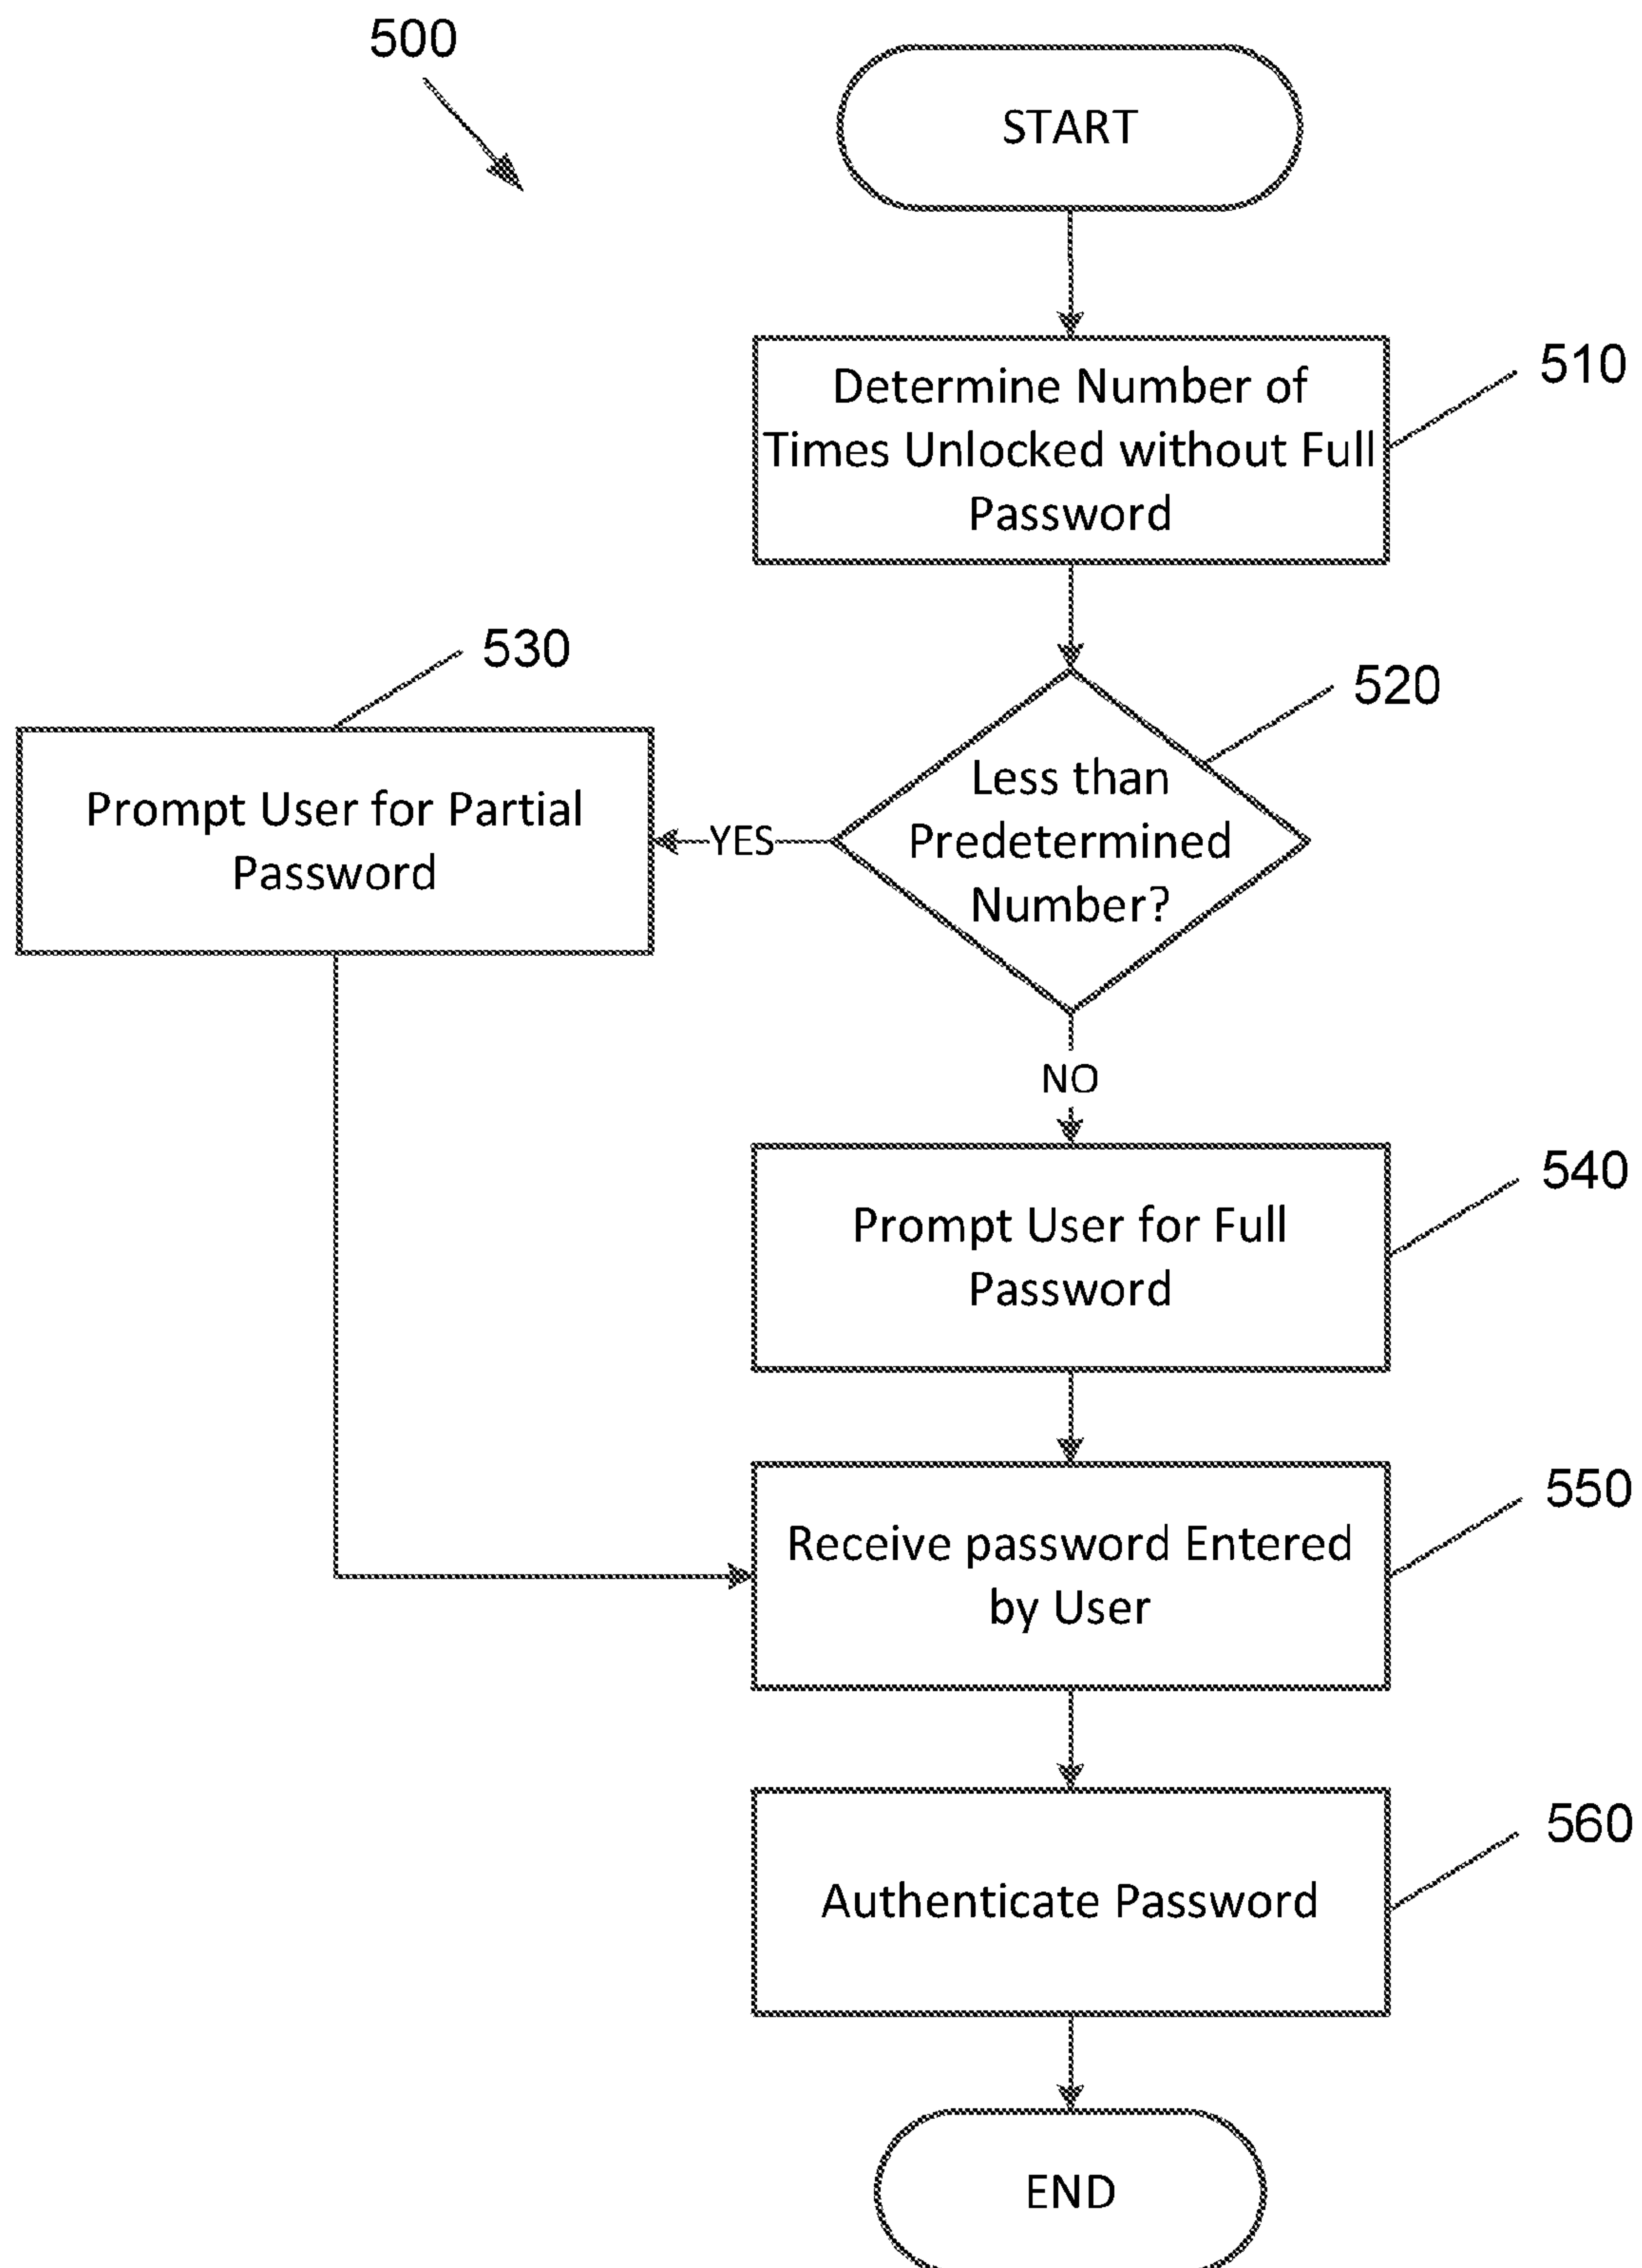 500
START
510
Determine Number of
Times Unlocked without Full
Password
530
520
Prompt User for Partial
Password
YES
Less than
Predetermined
Number?
NO
540
Prompt User for Full
Password
550
Receive password Entered
by User
560
Authenticate Password
END